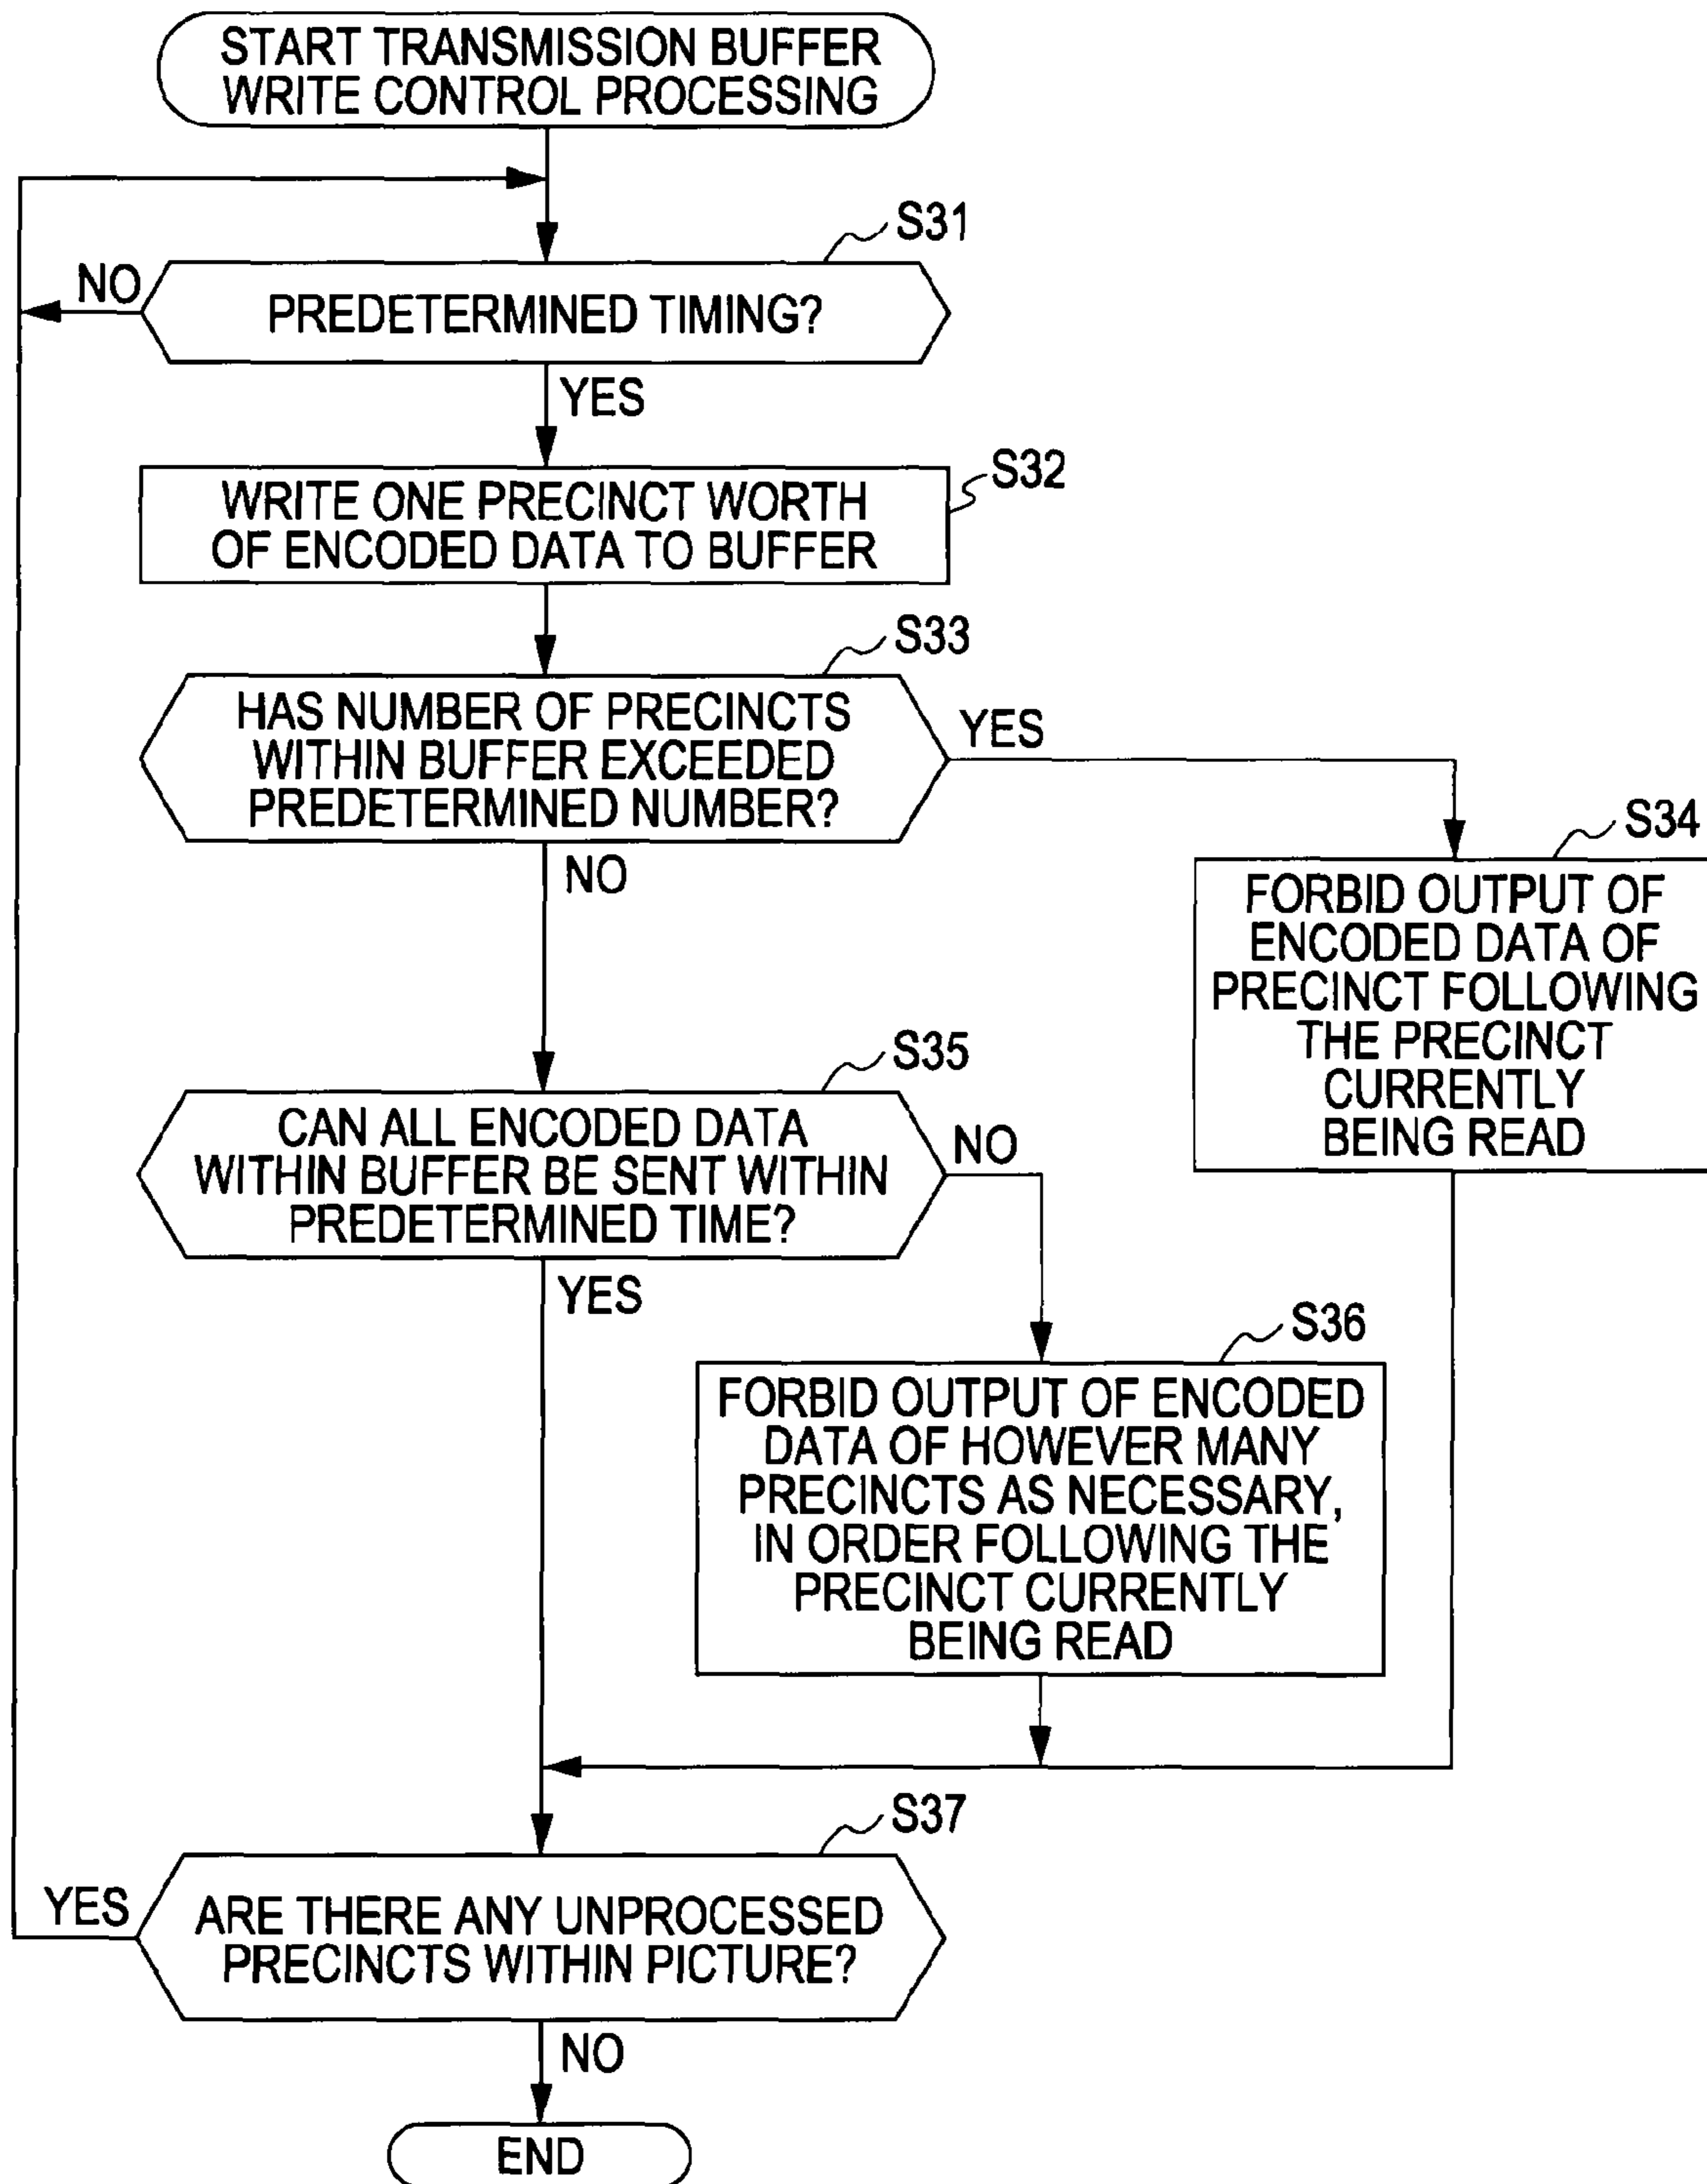 START TRANSMISSION BUFFER
WRITE CONTROL PROCESSING
S31
NO
PREDETERMINED TIMING?
YES
S32
WRITE ONE PRECINCT WORTH
OF ENCODED DATA TO BUFFER
S33
HAS NUMBER OF PRECINCTS
WITHIN BUFFER EXCEEDED
PREDETERMINED NUMBER?
YES
NO
S34
FORBID OUTPUT OF
ENCODED DATA OF
PRECINCT FOLLOWING
THE PRECINCT
CURRENTLY
BEING READ
S35
CAN ALL ENCODED DATA
WITHIN BUFFER BE SENT WITHIN
PREDETERMINED TIME?
NO
YES
S36
FORBID OUTPUT OF ENCODED
DATA OF HOWEVER MANY
PRECINCTS AS NECESSARY,
IN ORDER FOLLOWING THE
PRECINCT CURRENTLY
BEING READ
S37
YES
ARE THERE ANY UNPROCESSED
PRECINCTS WITHIN PICTURE?
NO
END